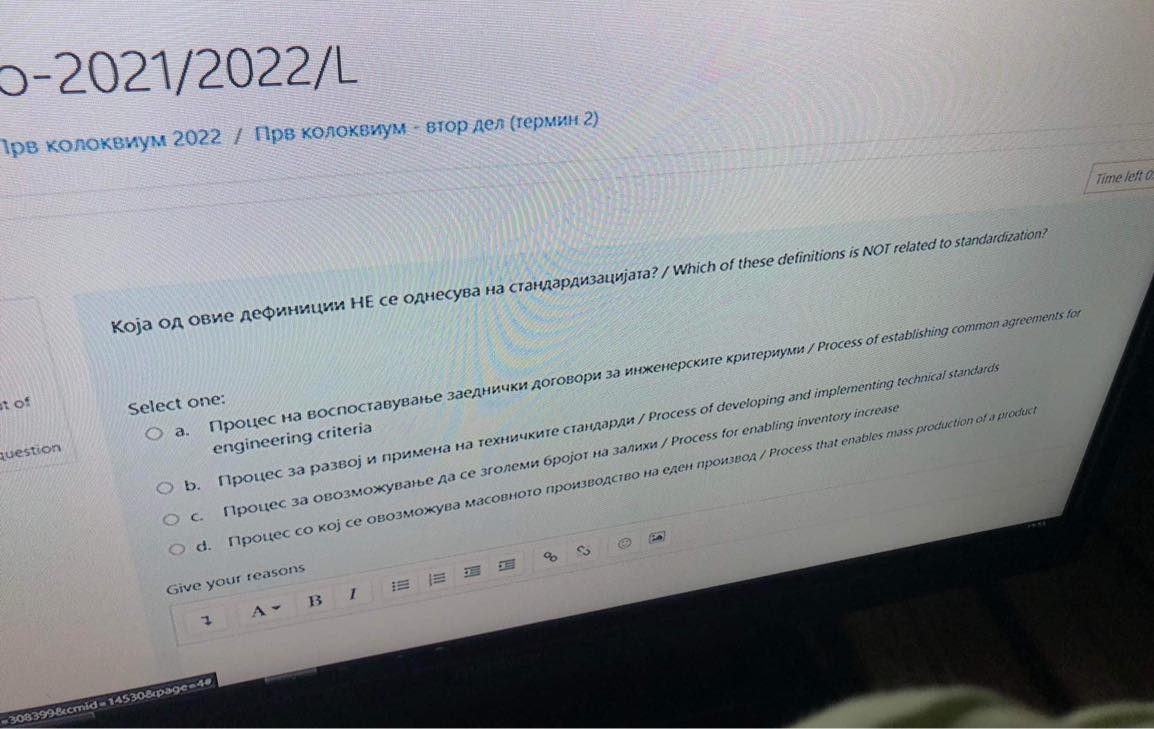 o-2021/2022/L
Прв колоквиум 2022 / Прв колоквиум - втор дел (термин 2)
Time left 0
Која од овие дефиниции НЕ се однесува на стандардизацијата? / Which of these definitions is NOT related to standardization?
t of
question
Select one:
a. Процес на воспоставување заеднички договори за инженерските критериуми / Process of establishing common agreements for
engineering criteria
b. Процес за развој и примена на техничките стандарди / Process of developing and implementing technical standards
c. Процес за овозможување да се зголеми бројот на залихи / Process for enabling inventory increase
d. Процес со кој се овозможува масовното производство на еден производ / Process that enables mass production of a product
Give your reasons
A B I
=308399&cmid=14530&page=4#